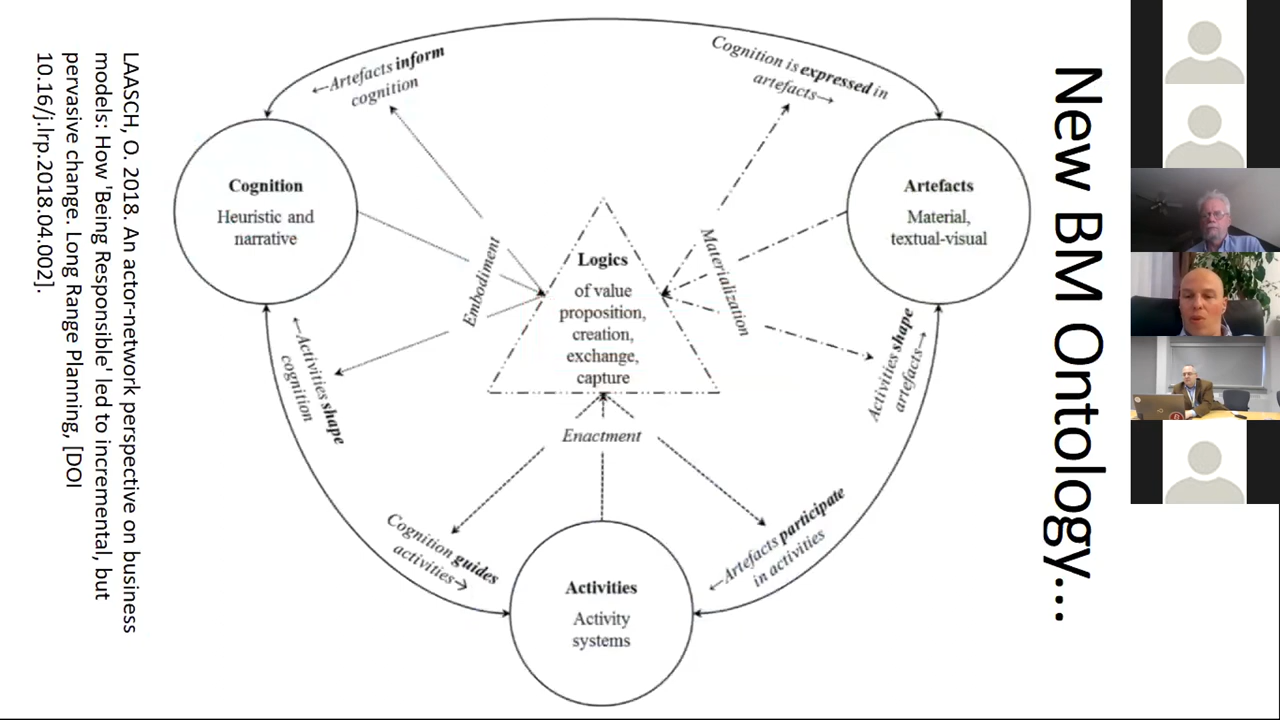 New BM Ontology...
←Artefacts inform
cognition
Cognition is expressed in
artefacts→
Cognition
Heuristic and
narrative
Artefacts
Material,
textual-visual
Embodiment
Logics
of value
proposition,
creation,
exchange,
capture
Materialization
←Activities shape
cognition
Activities shape
artefacts→
Enactment
Cognition guides
activities→
←Artefacts participate
in activities
Activities
Activity
systems
LAASCH, O. 2018. An actor-network perspective on business
models: How 'Being Responsible' led to incremental, but
pervasive change. Long Range Planning, [DOI
10.16/j.lrp.2018.04.002].